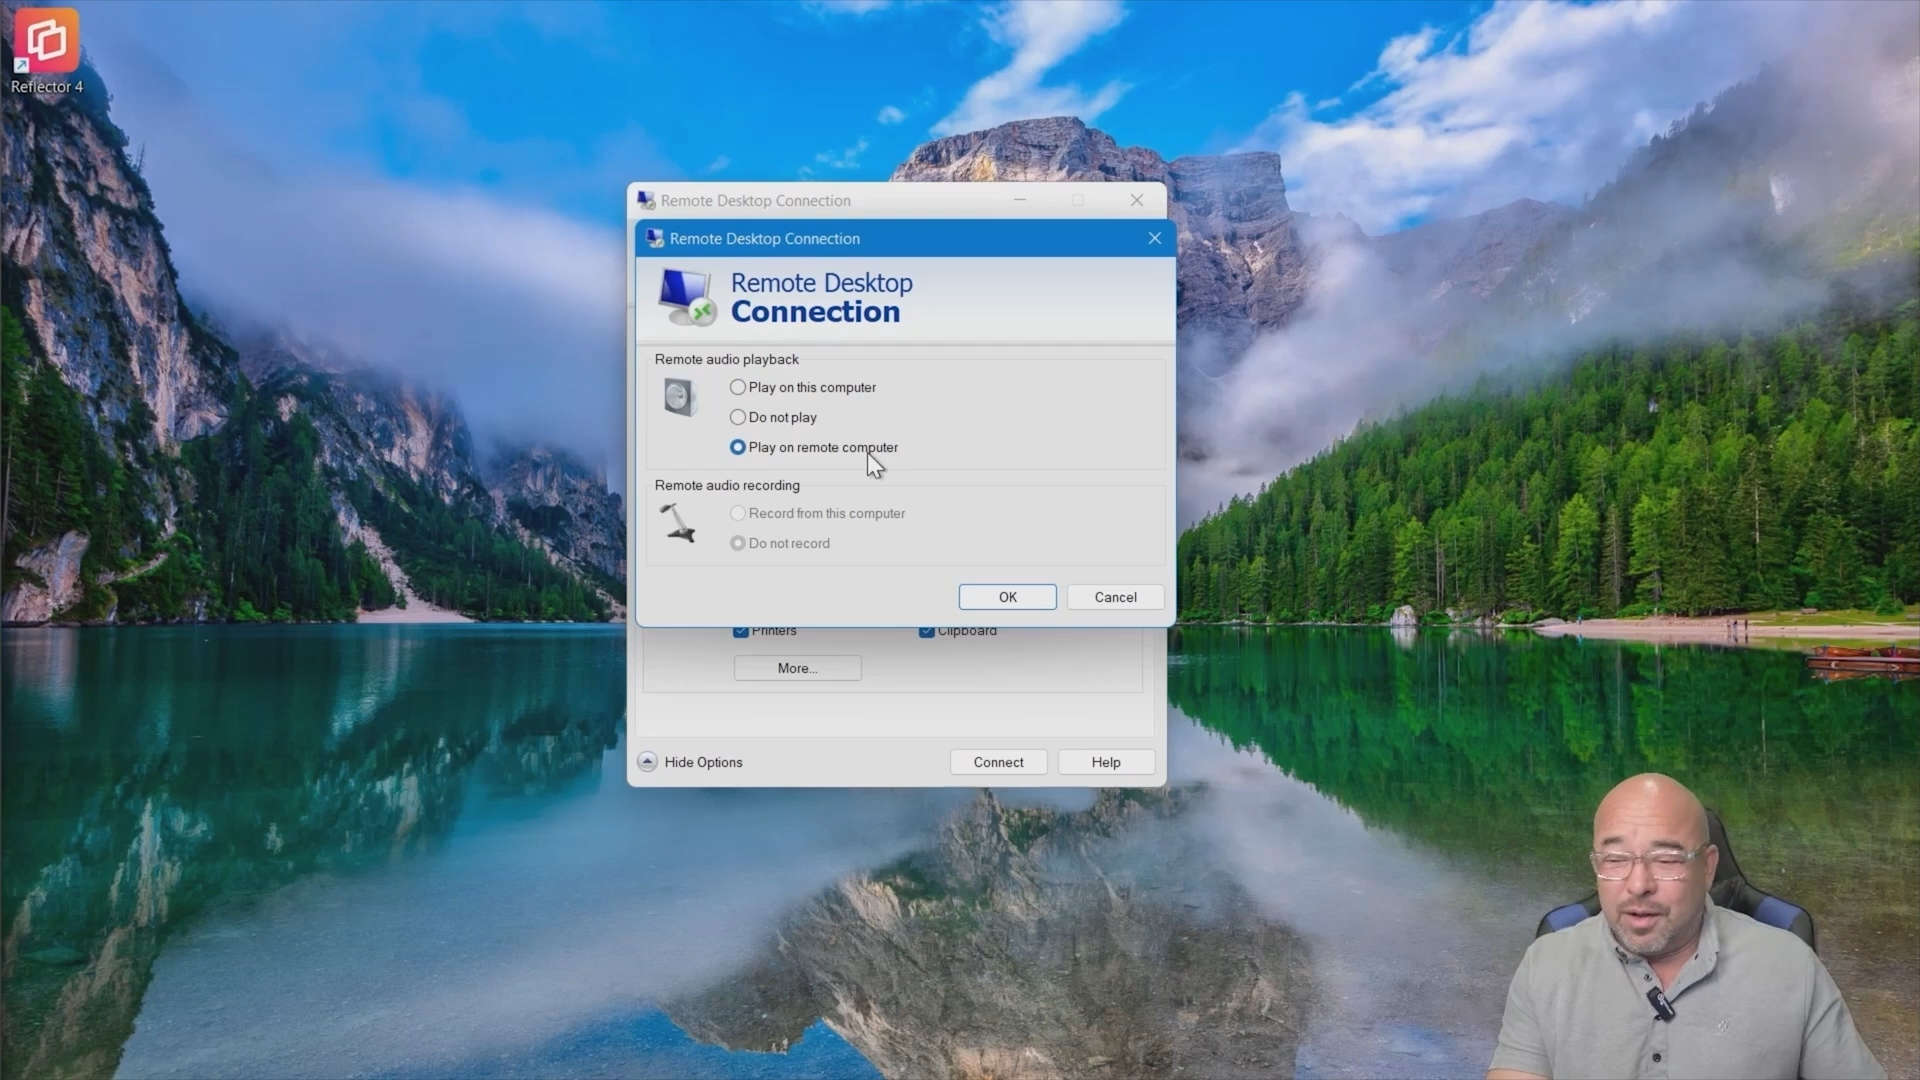 Reflector 4
Remote Desktop Connection
Remote Desktop Connection
Remote Desktop
Connection
Remote audio playback
Play on this computer
Do not play
Play on remote computer
Remote audio recording
Record from this computer
Do not record
OK
Cancel
Printers
Clipboard
More...
Hide Options
Connect
Help